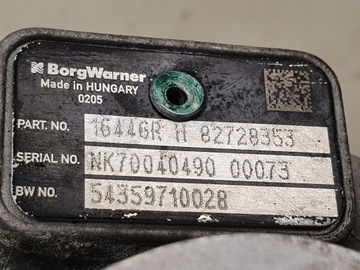 BorgWarner
Made in HUNGARY
0205
PART. NO. 16446R H 82728353
SERIAL NO. NK70040490 00073
BW NO. 54359710028